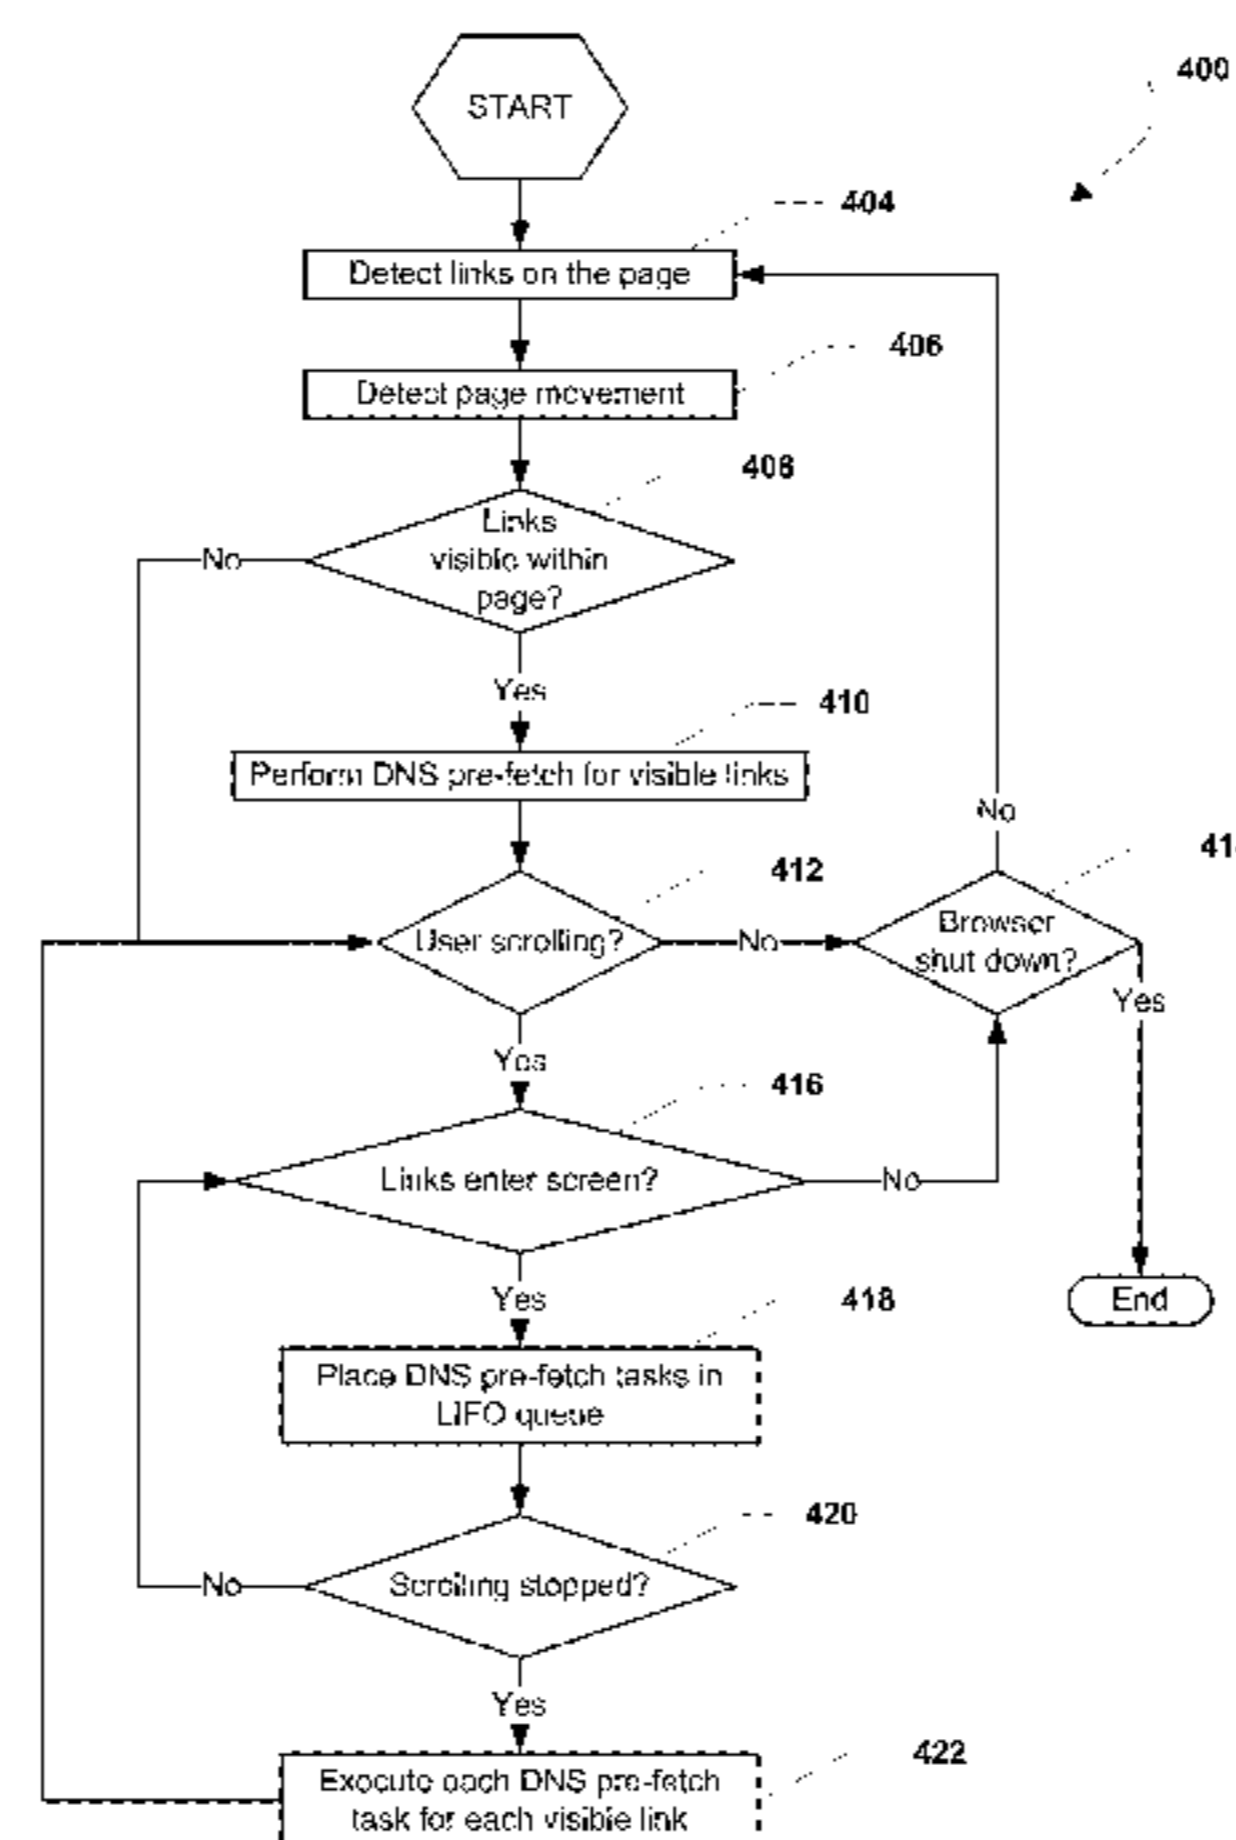 START
400
404
Detect links on the page
406
Detect page movement
408
Links
visible within
page?
No
Yes
410
Perform DNS pre-fetch for visible links
No
412
User scrolling?
No
Browser
shut down?
Yes
Yes
416
Links enter screen?
No
Yes
418
End
Place DNS pre-fetch tasks in
LIFO queue
420
Scrolling stopped?
No
Yes
422
Execute each DNS pre-fetch
task for each visible link